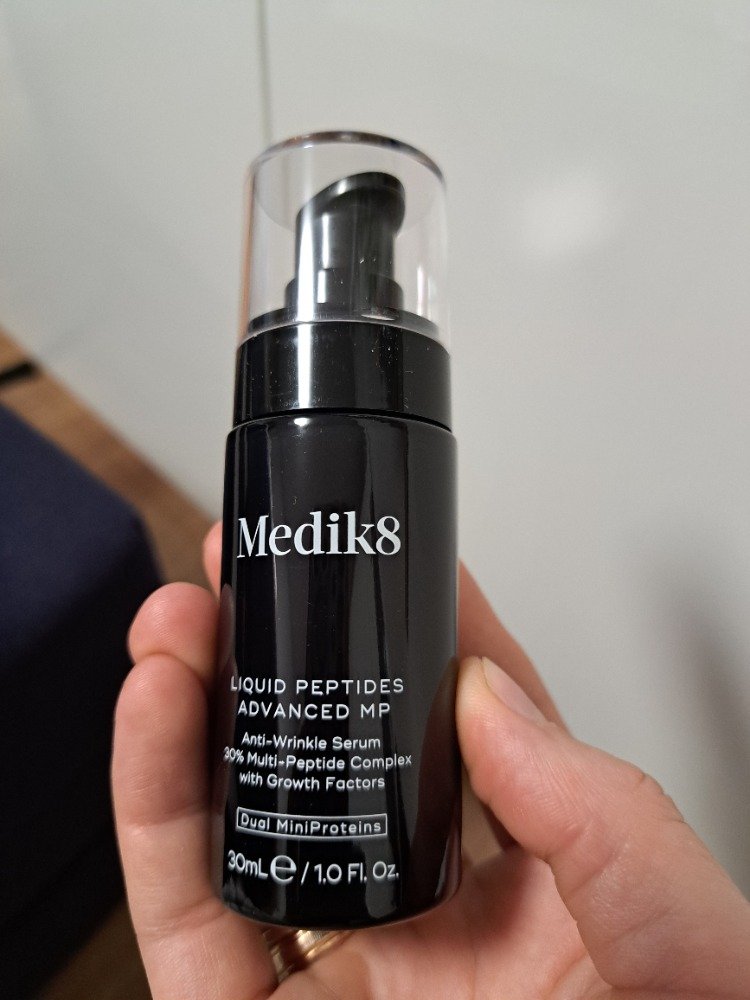 Medik8
LIQUID PEPTIDES
ADVANCED MP
Anti-Wrinkle Serum
30% Multi-Peptide Complex
with Growth Factors
Dual MiniProteins
30mL℮ / 1.0 Fl. Oz.